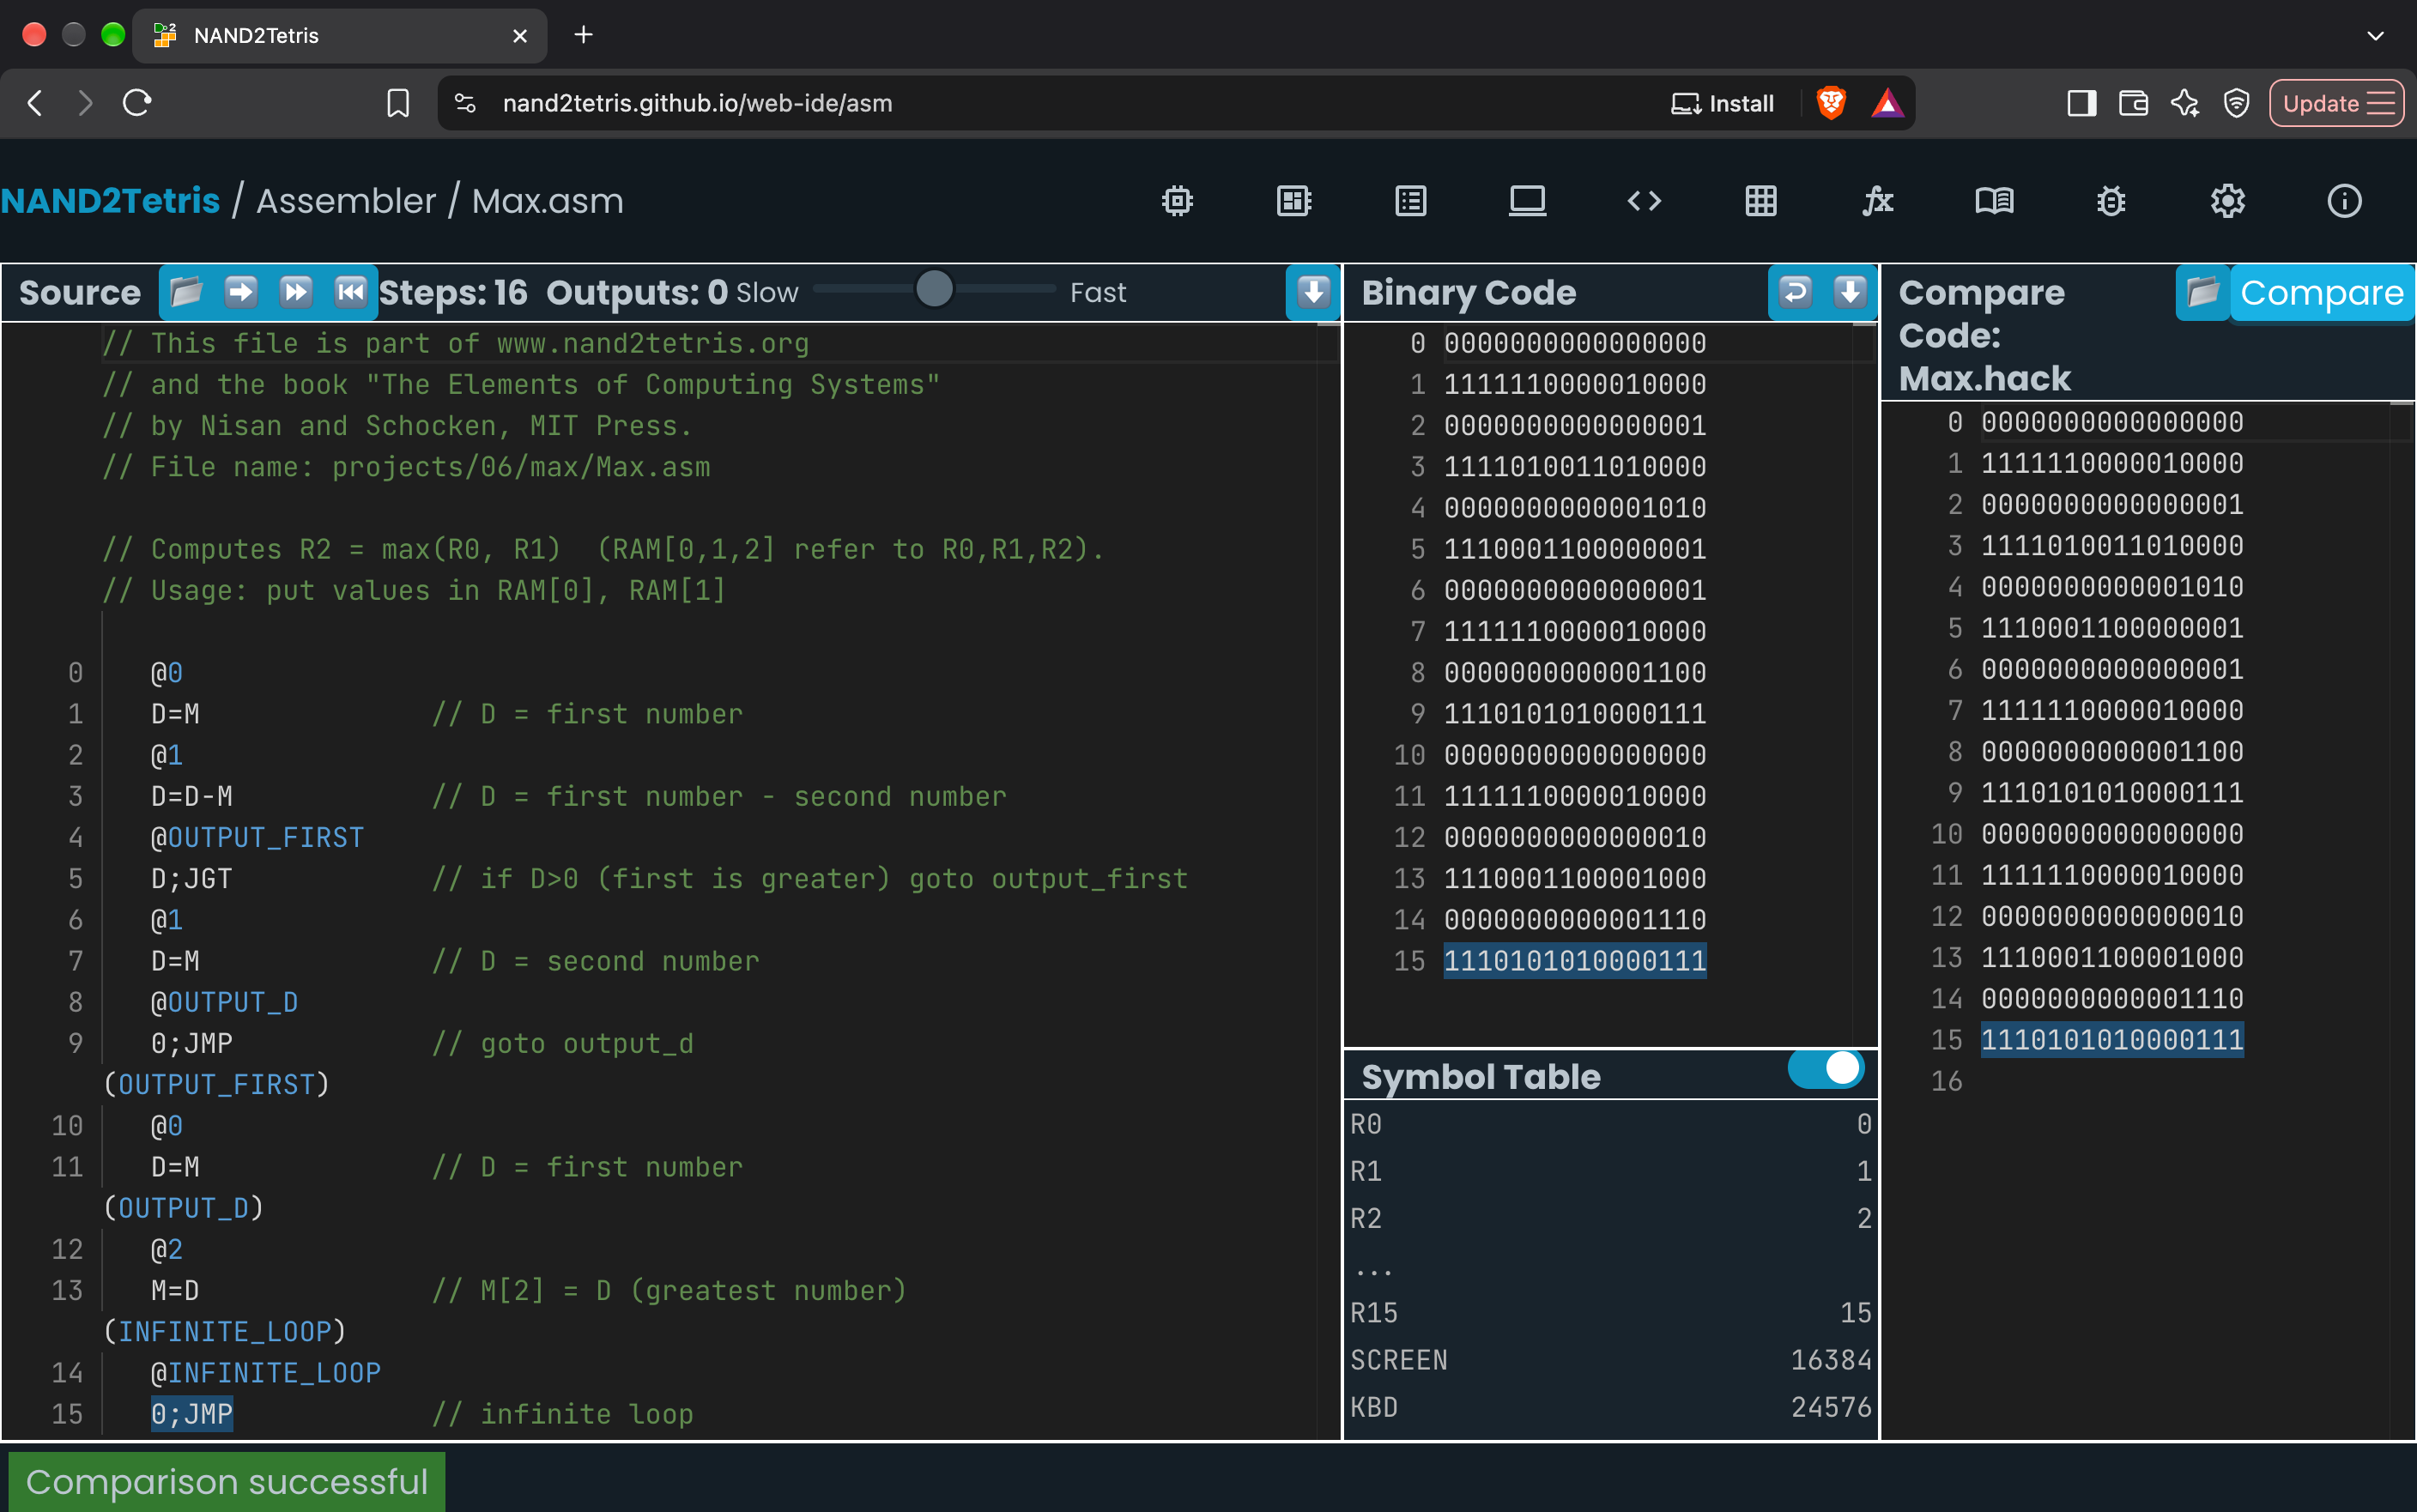 NAND2Tetris
nand2tetris.github.io/web-ide/asm
Install
Update
NAND2Tetris / Assembler / Max.asm
Source
Steps: 16 Outputs: 0 Slow Fast
// This file is part of www.nand2tetris.org
// and the book "The Elements of Computing Systems"
// by Nisan and Schocken, MIT Press.
// File name: projects/06/max/Max.asm
// Computes R2 = max(R0, R1)  (RAM[0,1,2] refer to R0,R1,R2).
// Usage: put values in RAM[0], RAM[1]
0 @0
1 D=M // D = first number
2 @1
3 D=D-M // D = first number - second number
4 @OUTPUT_FIRST
5 D;JGT // if D>0 (first is greater) goto output_first
6 @1
7 D=M // D = second number
8 @OUTPUT_D
9 0;JMP // goto output_d
(OUTPUT_FIRST)
10 @0
11 D=M // D = first number
(OUTPUT_D)
12 @2
13 M=D // M[2] = D (greatest number)
(INFINITE_LOOP)
14 @INFINITE_LOOP
15 0;JMP // infinite loop
Binary Code
0 0000000000000000
1 1111110000010000
2 0000000000000001
3 1111010011010000
4 0000000000001010
5 1110001100000001
6 0000000000000001
7 1111110000010000
8 0000000000001100
9 1110101010000111
10 0000000000000000
11 1111110000010000
12 0000000000000010
13 1110001100001000
14 0000000000001110
15 1110101010000111
Symbol Table
R0 0
R1 1
R2 2
...
R15 15
SCREEN 16384
KBD 24576
Compare
Code:
Max.hack
Compare
0 0000000000000000
1 1111110000010000
2 0000000000000001
3 1111010011010000
4 0000000000001010
5 1110001100000001
6 0000000000000001
7 1111110000010000
8 0000000000001100
9 1110101010000111
10 0000000000000000
11 1111110000010000
12 0000000000000010
13 1110001100001000
14 0000000000001110
15 1110101010000111
16
Comparison successful